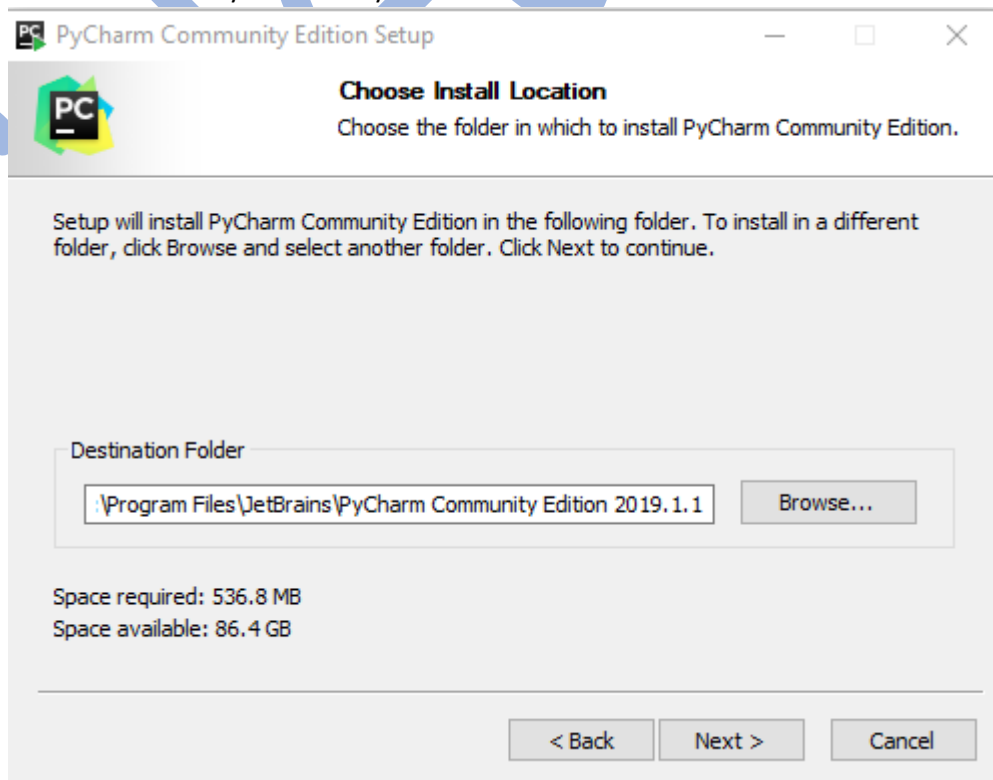 PyCharm Community Edition Setup
PC
Choose Install Location
Choose the folder in which to install PyCharm Community Edition.
Setup will install PyCharm Community Edition in the following folder. To install in a different
folder, click Browse and select another folder. Click Next to continue.
Destination Folder
:\Program Files\JetBrains\PyCharm Community Edition 2019.1.1
Browse...
Space required: 536.8 MB
Space available: 86.4 GB
< Back
Next >
Cancel